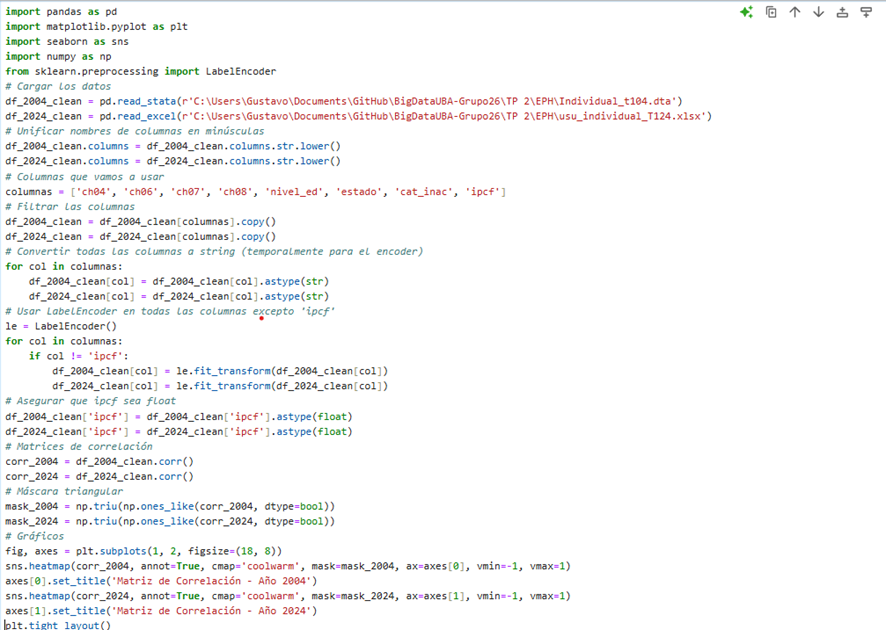 import pandas as pd
import matplotlib.pyplot as plt
import seaborn as sns
import numpy as np
from sklearn.preprocessing import LabelEncoder
# Cargar los datos
df_2004_clean = pd.read_stata(r'C:\Users\Gustavo\Documents\GitHub\BigDataUBA-Grupo26\TP 2\EPH\Individual_t104.dta')
df_2024_clean = pd.read_excel(r'C:\Users\Gustavo\Documents\GitHub\BigDataUBA-Grupo26\TP 2\EPH\usu_individual_T124.xlsx')
# Unificar nombres de columnas en minúsculas
df_2004_clean.columns = df_2004_clean.columns.str.lower()
df_2024_clean.columns = df_2024_clean.columns.str.lower()
# Columnas que vamos a usar
columnas = ['ch04', 'ch06', 'ch07', 'ch08', 'nivel_ed', 'estado', 'cat_inac', 'ipcf']
# Filtrar las columnas
df_2004_clean = df_2004_clean[columnas].copy()
df_2024_clean = df_2024_clean[columnas].copy()
# Convertir todas las columnas a string (temporalmente para el encoder)
for col in columnas:
    df_2004_clean[col] = df_2004_clean[col].astype(str)
    df_2024_clean[col] = df_2024_clean[col].astype(str)
# Usar LabelEncoder en todas las columnas excepto 'ipcf'
le = LabelEncoder()
for col in columnas:
    if col != 'ipcf':
        df_2004_clean[col] = le.fit_transform(df_2004_clean[col])
        df_2024_clean[col] = le.fit_transform(df_2024_clean[col])
# Asegurar que ipcf sea float
df_2004_clean['ipcf'] = df_2004_clean['ipcf'].astype(float)
df_2024_clean['ipcf'] = df_2024_clean['ipcf'].astype(float)
# Matrices de correlación
corr_2004 = df_2004_clean.corr()
corr_2024 = df_2024_clean.corr()
# Máscara triangular
mask_2004 = np.triu(np.ones_like(corr_2004, dtype=bool))
mask_2024 = np.triu(np.ones_like(corr_2024, dtype=bool))
# Gráficos
fig, axes = plt.subplots(1, 2, figsize=(18, 8))
sns.heatmap(corr_2004, annot=True, cmap='coolwarm', mask=mask_2004, ax=axes[0], vmin=-1, vmax=1)
axes[0].set_title('Matriz de Correlación - Año 2004')
sns.heatmap(corr_2024, annot=True, cmap='coolwarm', mask=mask_2024, ax=axes[1], vmin=-1, vmax=1)
axes[1].set_title('Matriz de Correlación - Año 2024')
plt.tight_layout()